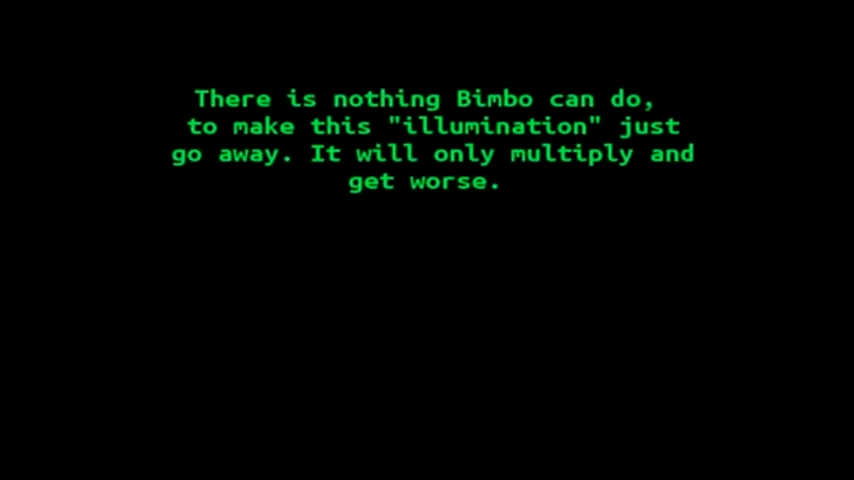 There is nothing Bimbo can do,
to make this "illumination" just
go away. It will only multiply and
get worse.